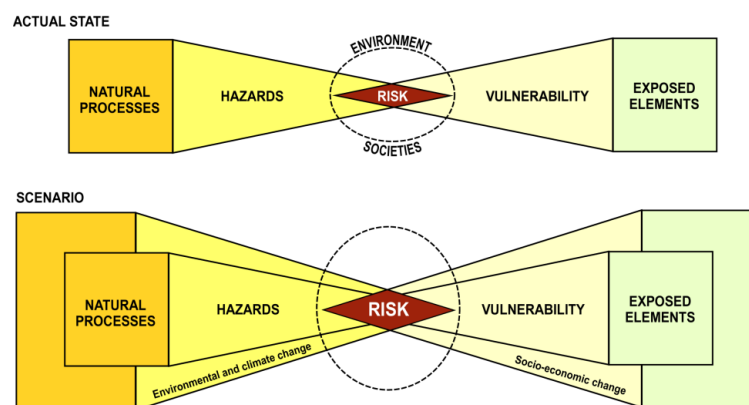 ACTUAL STATE
ENVIRONMENT
NATURAL
PROCESSES
HAZARDS
RISK
VULNERABILITY
EXPOSED
ELEMENTS
SOCIETIES
SCENARIO
NATURAL
PROCESSES
HAZARDS
RISK
VULNERABILITY
EXPOSED
ELEMENTS
Environmental and climate change
Socio-economic change